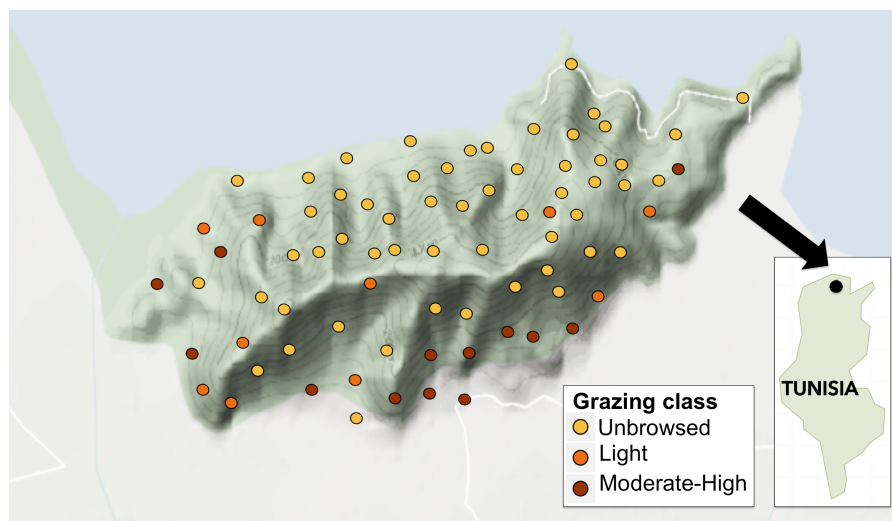 TUNISIA
Grazing class
Unbrowsed
Light
Moderate-High